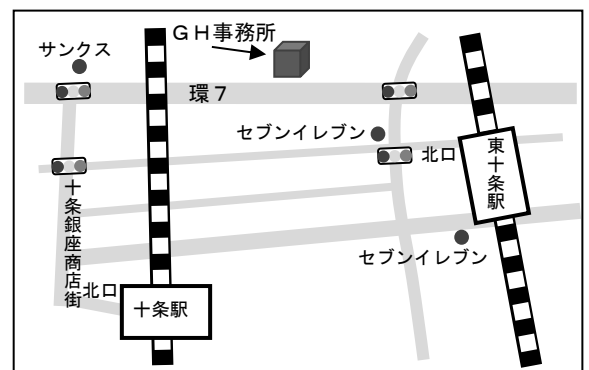 GH事務所
サンクス
環7
セブンイレブン
北口
東十条駅
十条銀座商店街
セブンイレブン
北口
十条駅